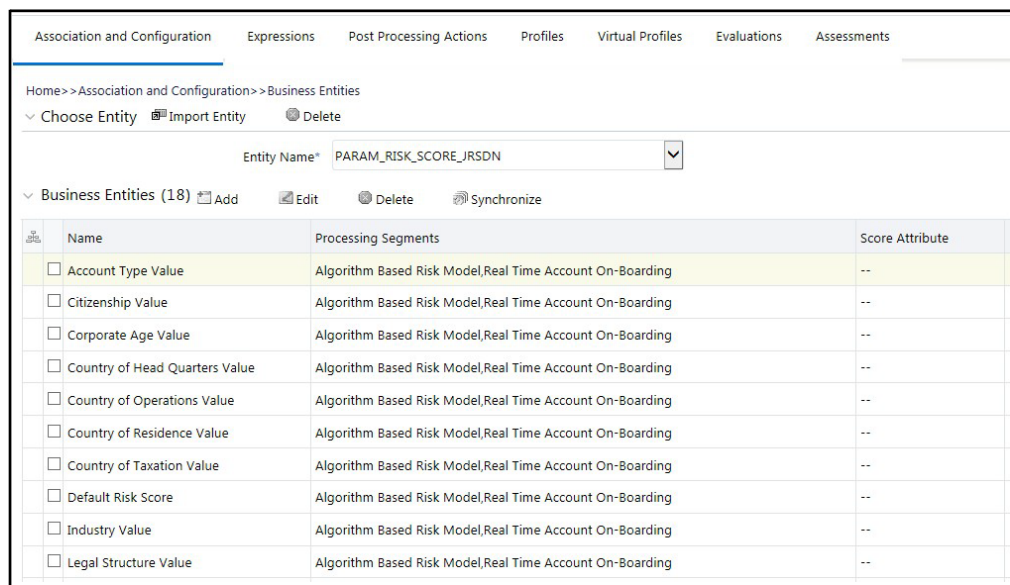 Association and Configuration Expressions Post Processing Actions Profiles Virtual Profiles Evaluations Assessments
Home>>Association and Configuration>>Business Entities
Choose Entity Import Entity Delete
Entity Name* PARAM_RISK_SCORE_JRSDN
Business Entities (18) Add Edit Delete Synchronize
Name Processing Segments Score Attribute
Account Type Value Algorithm Based Risk Model,Real Time Account On-Boarding --
Citizenship Value Algorithm Based Risk Model,Real Time Account On-Boarding --
Corporate Age Value Algorithm Based Risk Model,Real Time Account On-Boarding --
Country of Head Quarters Value Algorithm Based Risk Model,Real Time Account On-Boarding --
Country of Operations Value Algorithm Based Risk Model,Real Time Account On-Boarding --
Country of Residence Value Algorithm Based Risk Model,Real Time Account On-Boarding --
Country of Taxation Value Algorithm Based Risk Model,Real Time Account On-Boarding --
Default Risk Score Algorithm Based Risk Model,Real Time Account On-Boarding --
Industry Value Algorithm Based Risk Model,Real Time Account On-Boarding --
Legal Structure Value Algorithm Based Risk Model,Real Time Account On-Boarding --